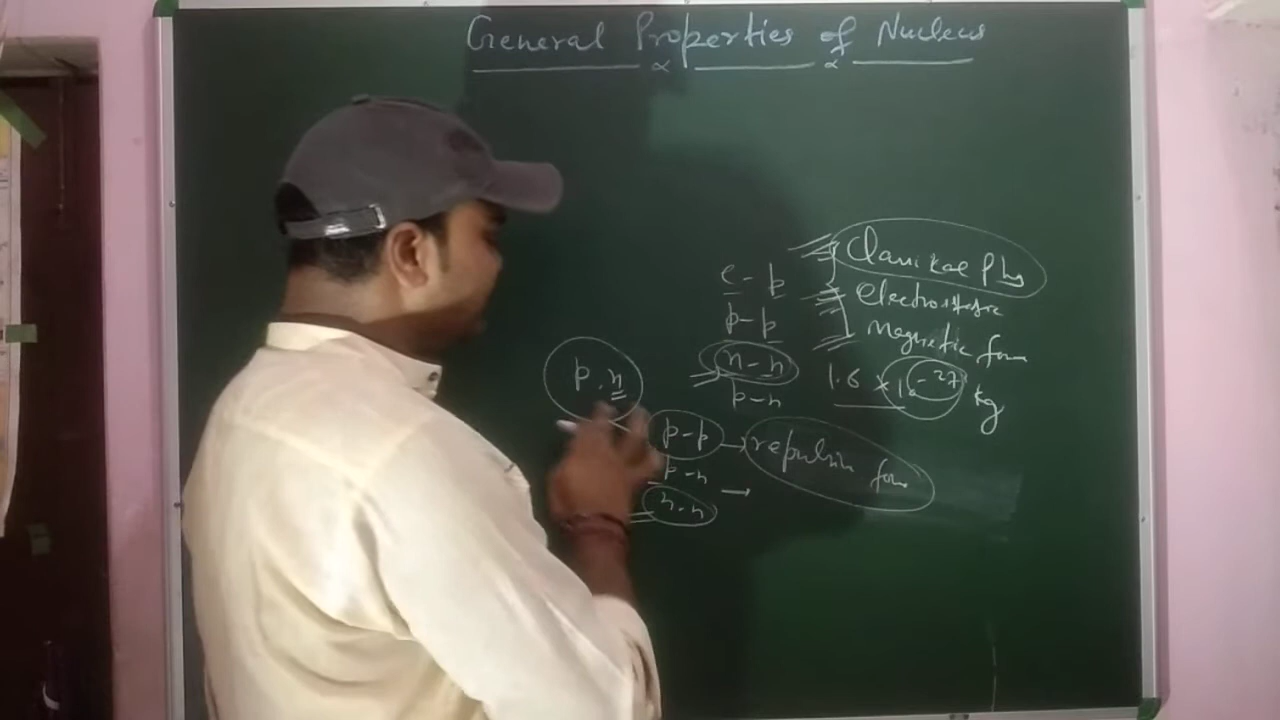 General Properties of Nucleus
Classical Phy
e - p
electrostatic
p - p
Magnetic force
n - n
1.6 × 10-27 kg
p - n
p . n
p - p → repulsion force
p - n
n - n →